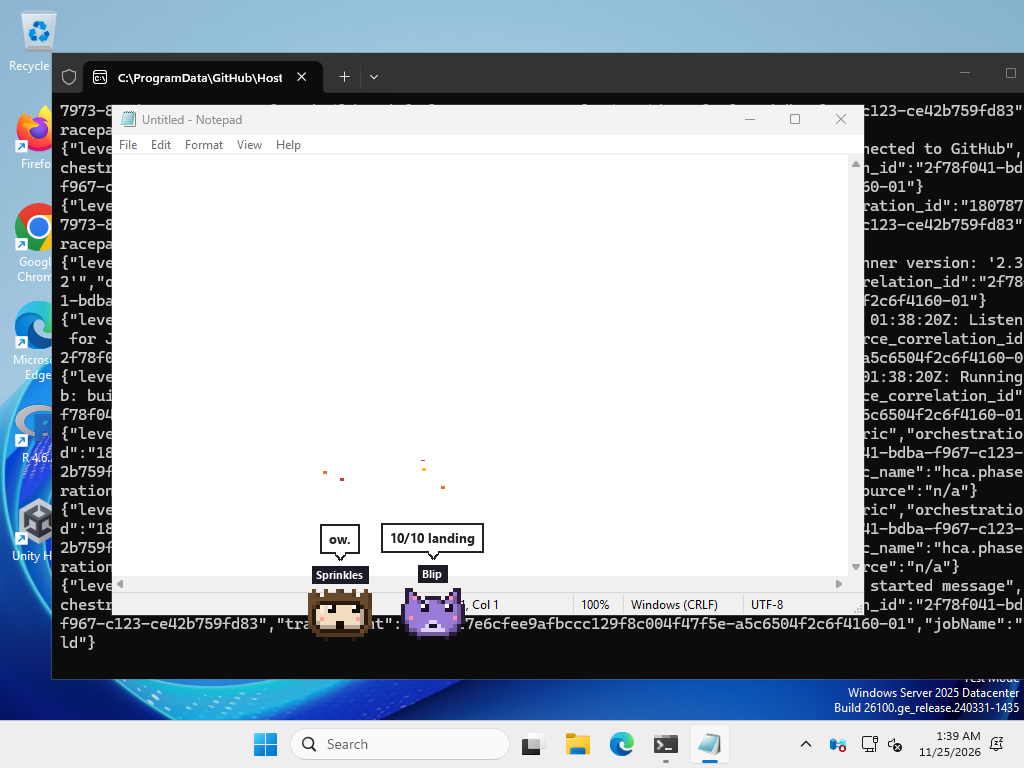 Recycle
C:\ProgramData\GitHub\Host
Untitled - Notepad
File Edit Format View Help
7973-8
c123-ce42b759fd83"
racepa
{"leve
nected to GitHub",
chestr
n_id":"2f78f041-bd
f967-c
60-01"}
{"leve
ration_id":"180787
7973-8
c123-ce42b759fd83"
racepa
{"leve
nner version: '2.3
2'","o
relation_id":"2f78
1-bdba
f2c6f4160-01"}
{"leve
01:38:20Z: Listen
for J
rce_correlation_id
2f78f0
a5c6504f2c6f4160-0
{"leve
01:38:20Z: Running
b: bui
ce_correlation_id"
f78f04
c6504f2c6f4160-01
{"leve
ric","orchestratio
d":"18
41-bdba-f967-c123-
2b759f
c_name":"hca.phase
ration
ource":"n/a"}
{"leve
ric","orchestratio
d":"18
41-bdba-f967-c123-
2b759f
c_name":"hca.phase
ration
urce":"n/a"}
{"leve
started message",
chestr
n_id":"2f78f041-bd
f967-c123-ce42b759fd83","tra
nt":
7e6cfee9afbccc129f8c004f47f5e-a5c6504f2c6f4160-01","jobName":"
ld"}
Firefo
Googl
Chrom
Micros
Edge
R 4.6.
Unity H
ow.
10/10 landing
Sprinkles
Blip
, Col 1
100%
Windows (CRLF)
UTF-8
Test Mode
Windows Server 2025 Datacenter
Build 26100.ge_release.240331-1435
Search
1:39 AM
11/25/2026